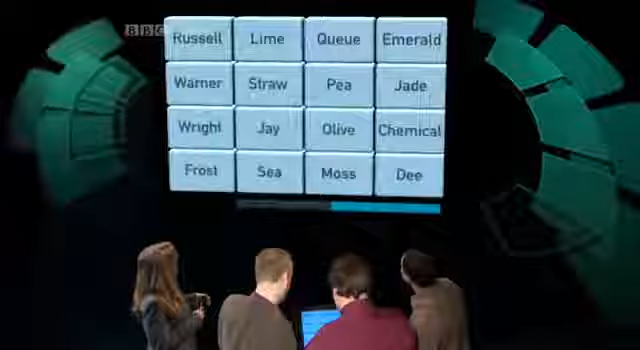 BBC
Russell Lime Queue Emerald
Warner Straw Pea Jade
Wright Jay Olive Chemical
Frost Sea Moss Dee